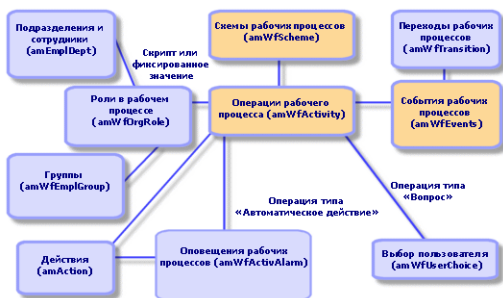 Подразделения и
сотрудники
(amEmplDept)
Схемы рабочих процессов
(amWfScheme)
Переходы рабочих
процессов
(amWfTransition)
Скрипт или
фиксированное
значение
Роли в рабочем
процессе
(amWfOrgRole)
Операции рабочего
процесса (amWfActivity)
События рабочих
процессов
(amWfEvents)
Группы
(amWfEmplGroup)
Операция типа
«Автоматическое действие»
Операция типа
«Вопрос»
Действия
(amAction)
Оповещения рабочих
процессов (amWfActivAlarm)
Выбор пользователя
(amWfUserChoice)